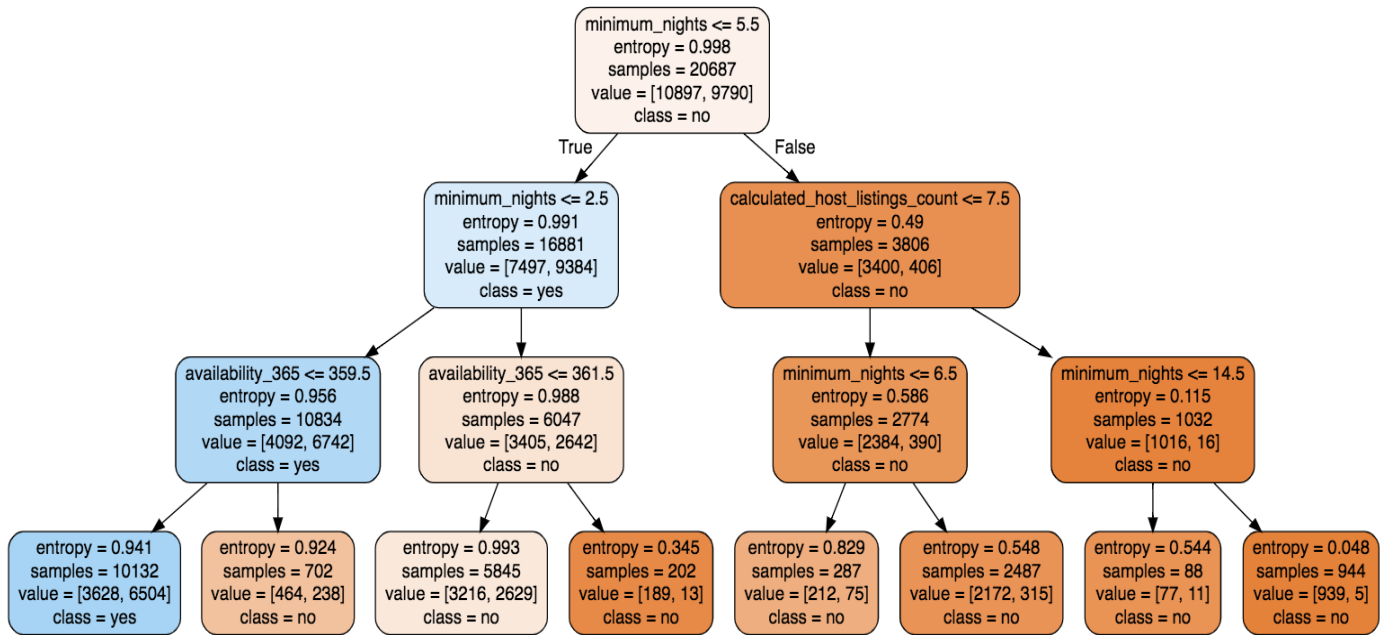 minimum_nights <= 5.5
entropy = 0.998
samples = 20687
value = [10897, 9790]
class = no
True
False
minimum_nights <= 2.5
entropy = 0.991
samples = 16881
value = [7497, 9384]
class = yes
calculated_host_listings_count <= 7.5
entropy = 0.49
samples = 3806
value = [3400, 406]
class = no
availability_365 <= 359.5
entropy = 0.956
samples = 10834
value = [4092, 6742]
class = yes
availability_365 <= 361.5
entropy = 0.988
samples = 6047
value = [3405, 2642]
class = no
minimum_nights <= 6.5
entropy = 0.586
samples = 2774
value = [2384, 390]
class = no
minimum_nights <= 14.5
entropy = 0.115
samples = 1032
value = [1016, 16]
class = no
entropy = 0.941
samples = 10132
value = [3628, 6504]
class = yes
entropy = 0.924
samples = 702
value = [464, 238]
class = no
entropy = 0.993
samples = 5845
value = [3216, 2629]
class = no
entropy = 0.345
samples = 202
value = [189, 13]
class = no
entropy = 0.829
samples = 287
value = [212, 75]
class = no
entropy = 0.548
samples = 2487
value = [2172, 315]
class = no
entropy = 0.544
samples = 88
value = [77, 11]
class = no
entropy = 0.048
samples = 944
value = [939, 5]
class = no